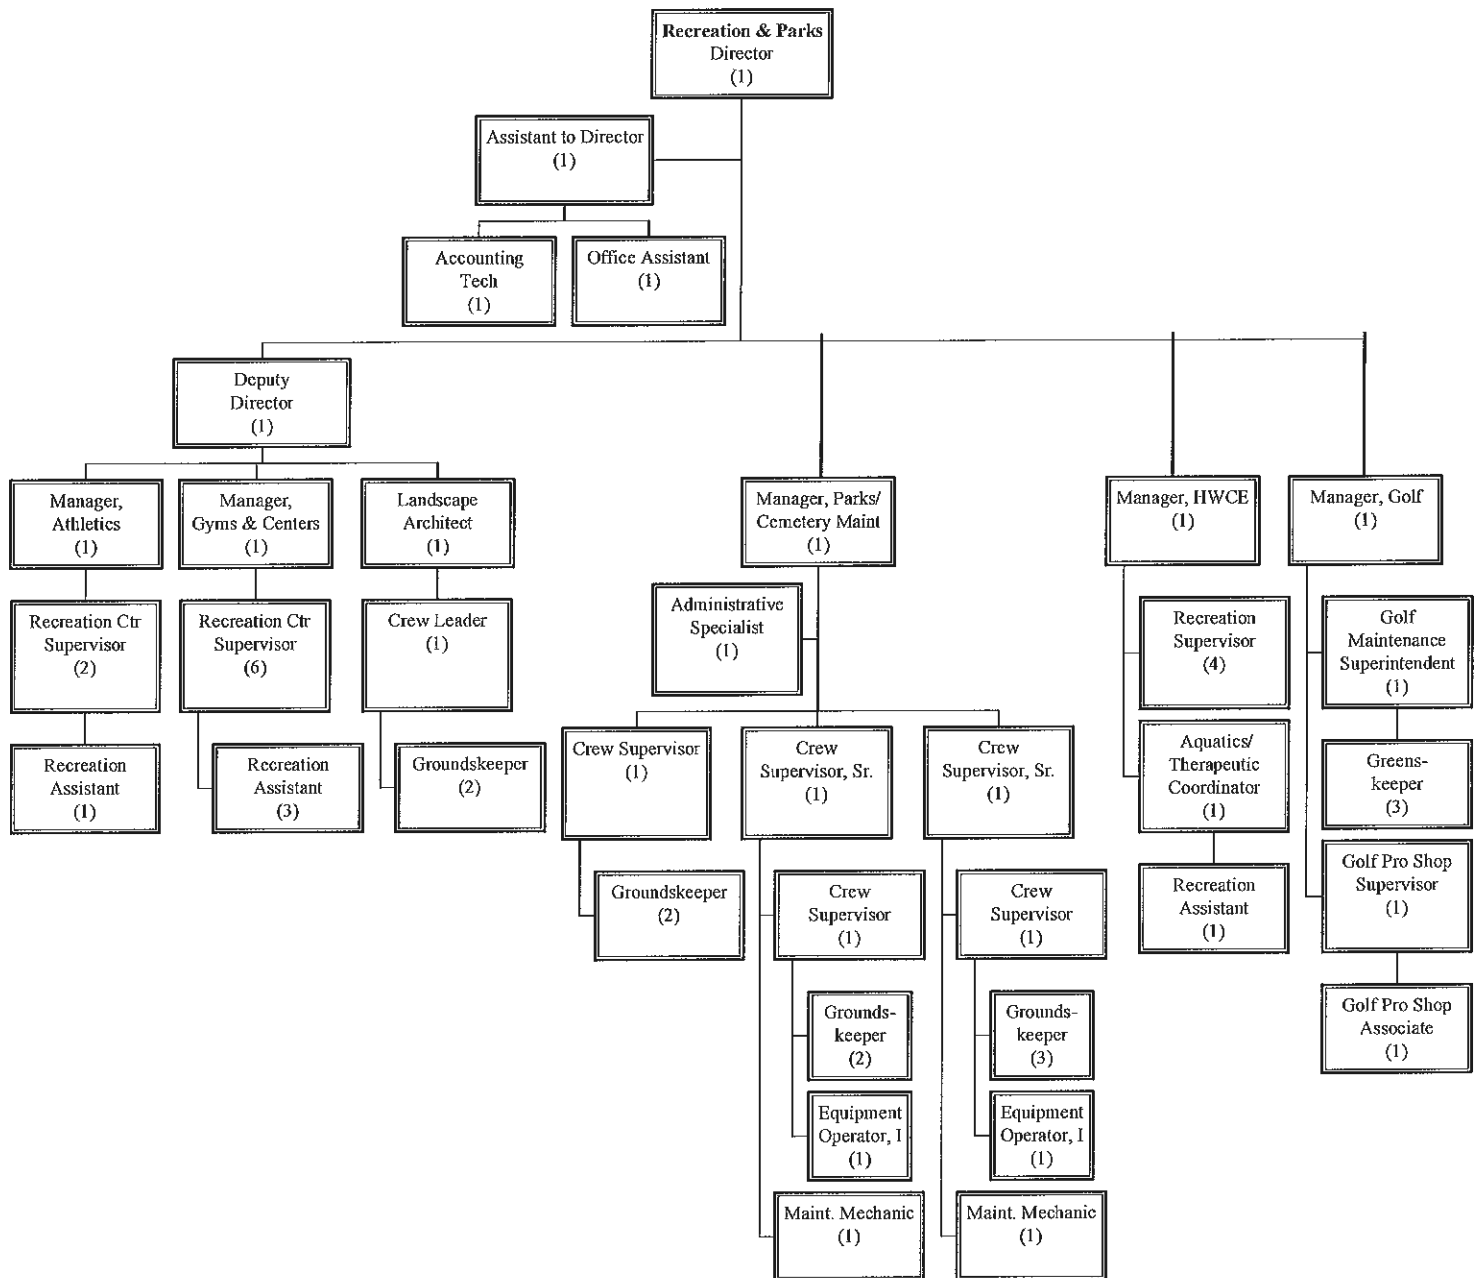 Recreation & Parks
Director
(1)
Assistant to Director
(1)
Accounting
Tech
(1)
Office Assistant
(1)
Deputy
Director
(1)
Manager,
Athletics
(1)
Manager,
Gyms & Centers
(1)
Landscape
Architect
(1)
Manager, Parks/
Cemetery Maint
(1)
Manager, HWCE
(1)
Manager, Golf
(1)
Recreation Ctr
Supervisor
(2)
Recreation Ctr
Supervisor
(6)
Crew Leader
(1)
Administrative
Specialist
(1)
Recreation
Supervisor
(4)
Golf
Maintenance
Superintendent
(1)
Recreation
Assistant
(1)
Recreation
Assistant
(3)
Groundskeeper
(2)
Crew Supervisor
(1)
Crew
Supervisor, Sr.
(1)
Crew
Supervisor, Sr.
(1)
Aquatics/
Therapeutic
Coordinator
(1)
Greens-
keeper
(3)
Groundskeeper
(2)
Crew
Supervisor
(1)
Crew
Supervisor
(1)
Recreation
Assistant
(1)
Golf Pro Shop
Supervisor
(1)
Grounds-
keeper
(2)
Grounds-
keeper
(3)
Golf Pro Shop
Associate
(1)
Equipment
Operator, I
(1)
Equipment
Operator, I
(1)
Maint. Mechanic
(1)
Maint. Mechanic
(1)